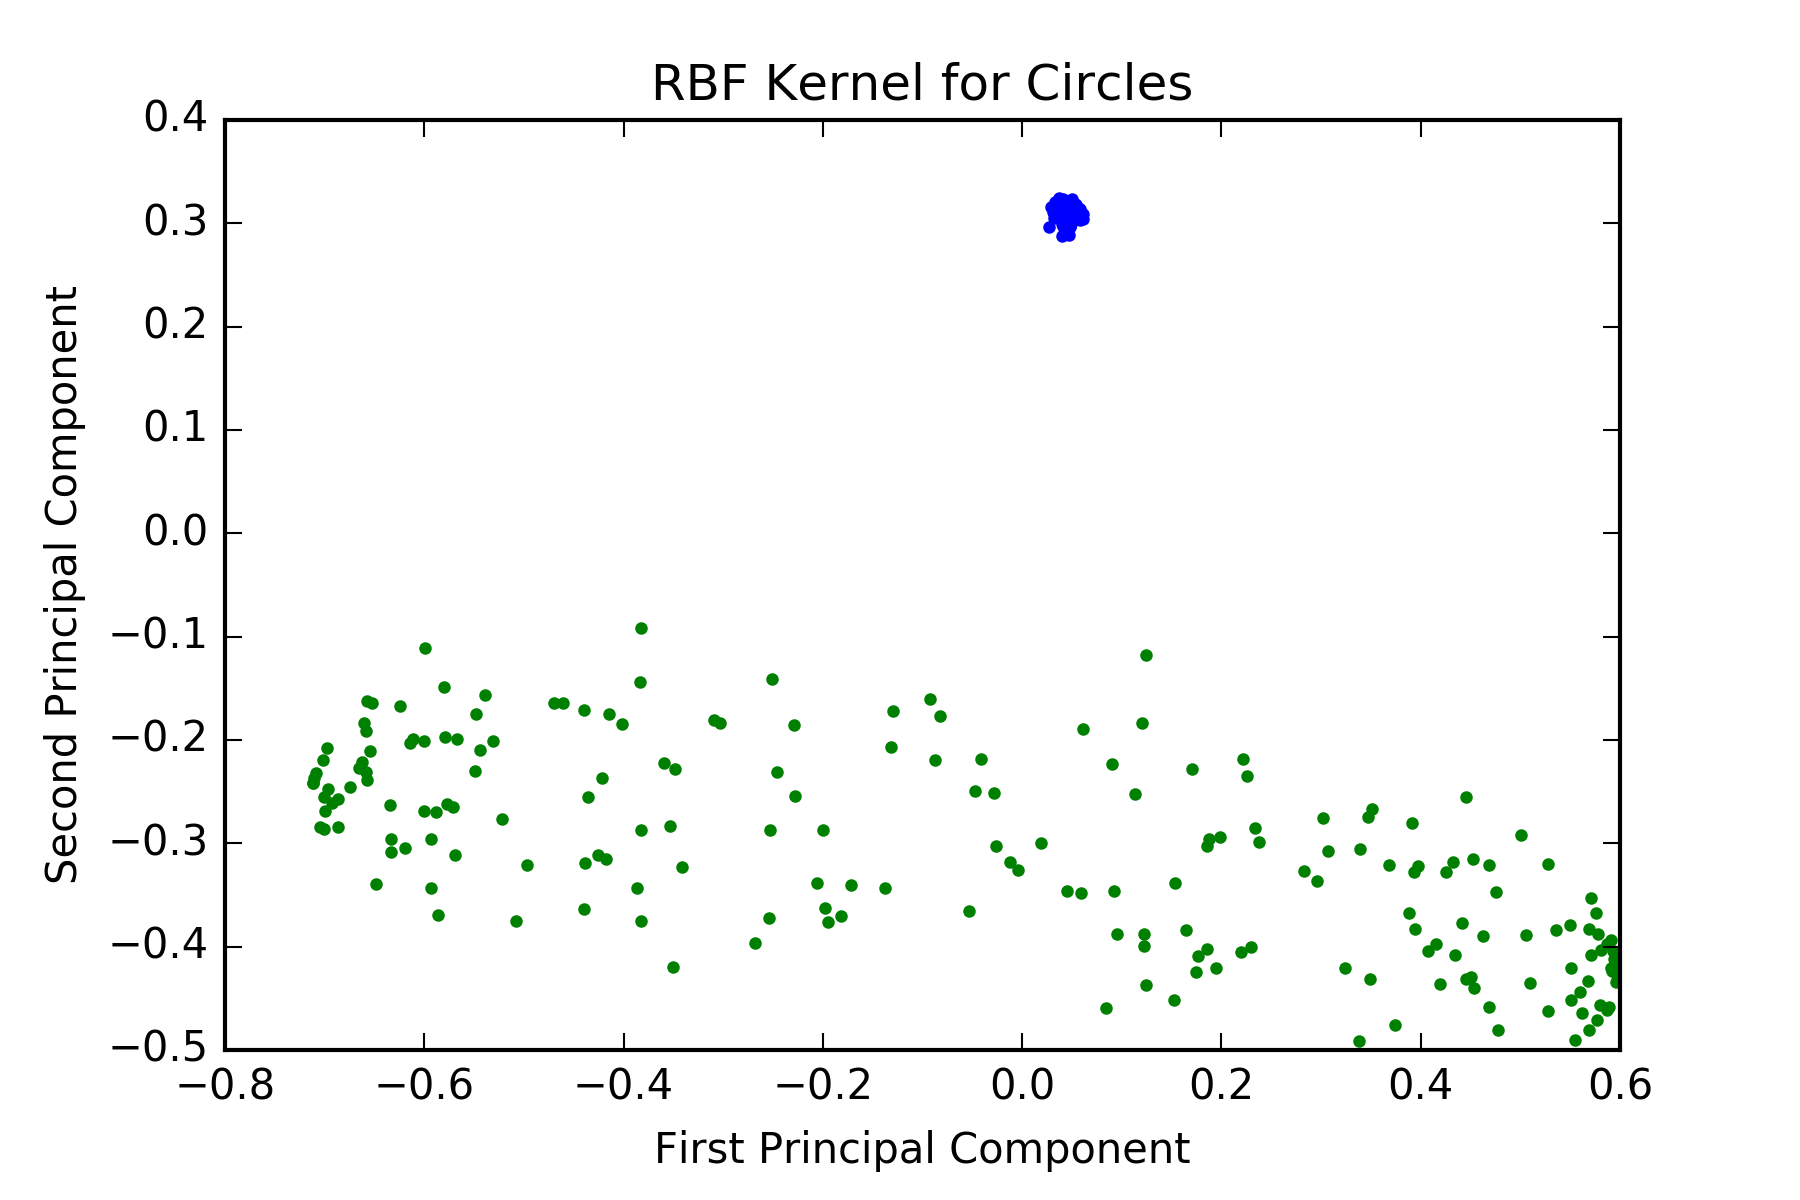 RBF Kernel for Circles
0.4
0.3
0.2
0.1
0.0
−0.1
−0.2
−0.3
−0.4
−0.5
Second Principal Component
−0.8 −0.6 −0.4 −0.2 0.0 0.2 0.4 0.6
First Principal Component